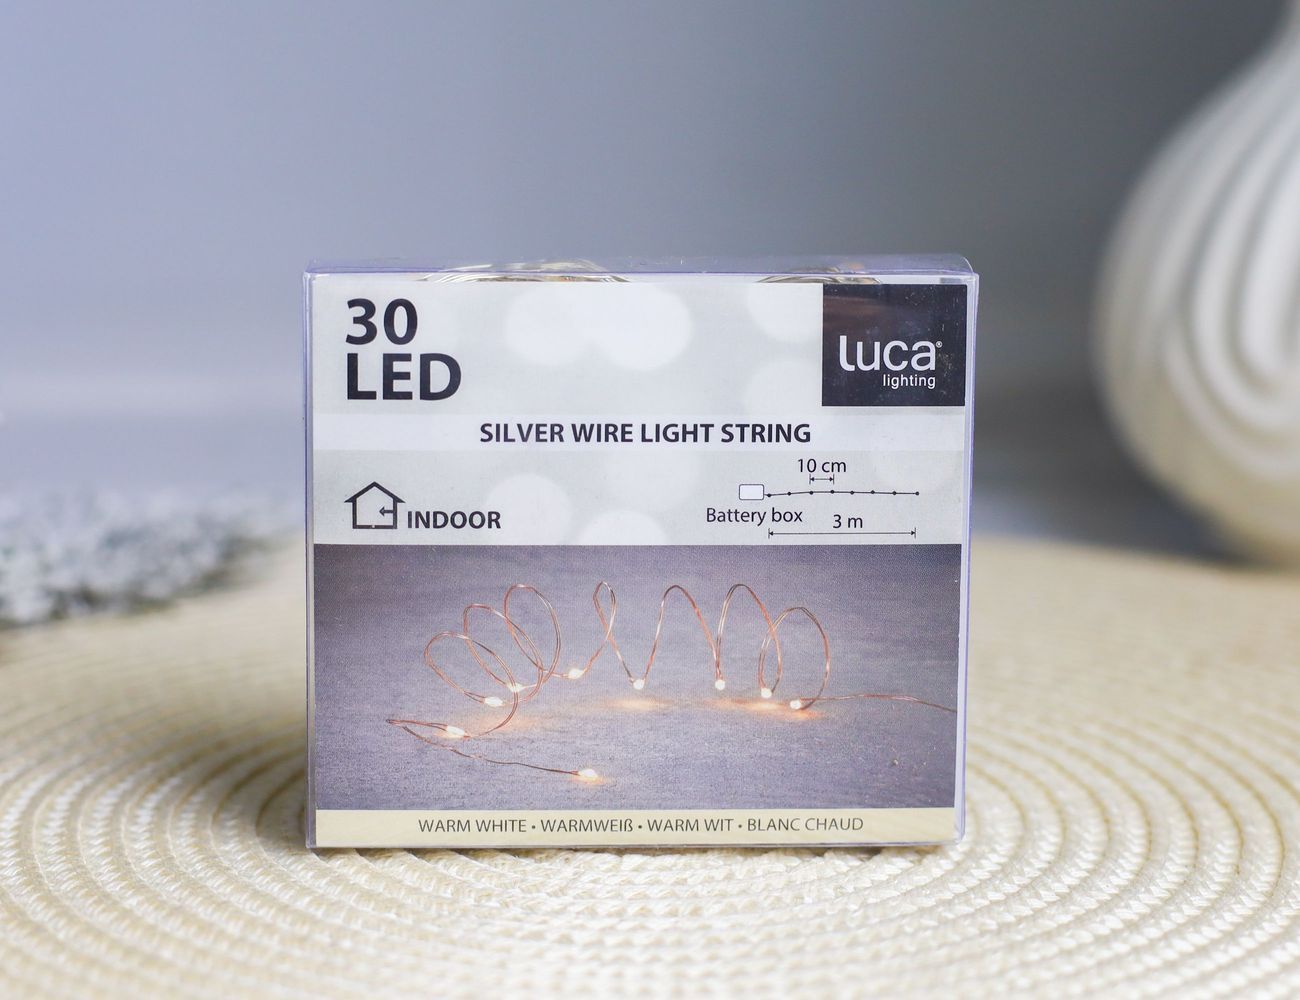 30
LED
luca®
lighting
SILVER WIRE LIGHT STRING
10 cm
INDOOR
Battery box
3 m
WARM WHITE • WARMWEIß • WARM WIT • BLANC CHAUD